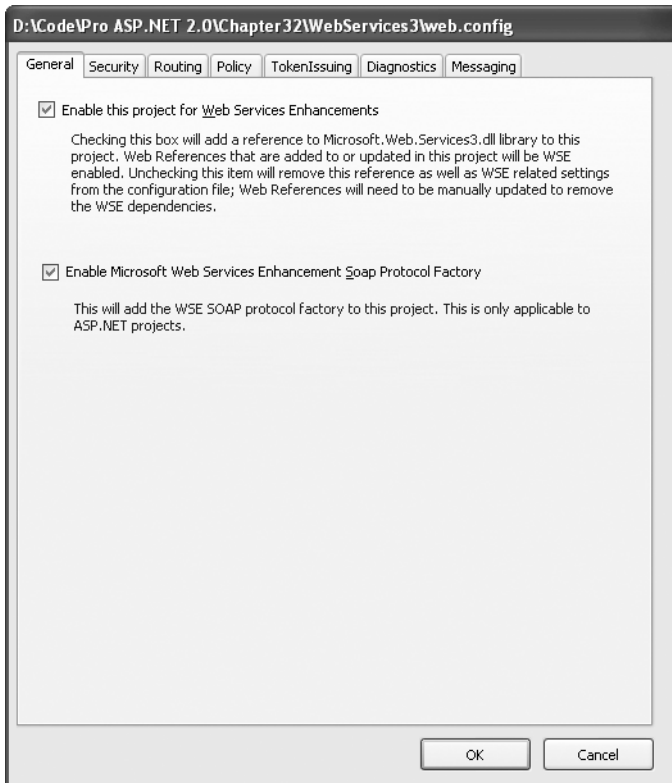 D:\Code\Pro ASP.NET 2.0\Chapter32\WebServices3\web.config
General Security Routing Policy TokenIssuing Diagnostics Messaging
Enable this project for Web Services Enhancements
Checking this box will add a reference to Microsoft.Web.Services3.dll library to this
project. Web References that are added to or updated in this project will be WSE
enabled. Unchecking this item will remove this reference as well as WSE related settings
from the configuration file; Web References will need to be manually updated to remove
the WSE dependencies.
Enable Microsoft Web Services Enhancement Soap Protocol Factory
This will add the WSE SOAP protocol factory to this project. This is only applicable to
ASP.NET projects.
OK Cancel